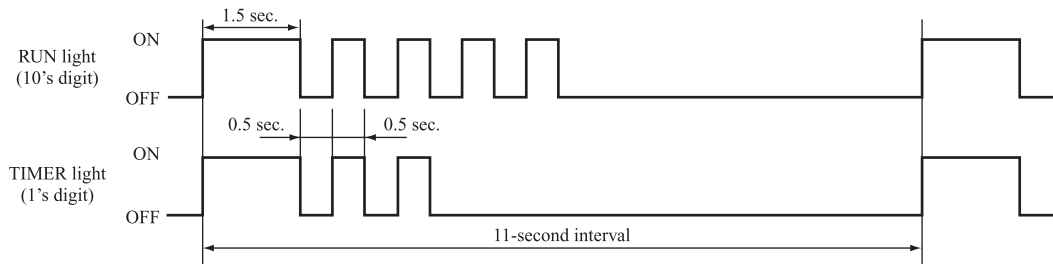 1.5 sec.
ON
RUN light
(10's digit)
OFF
0.5 sec.
0.5 sec.
ON
TIMER light
(1's digit)
OFF
11-second interval